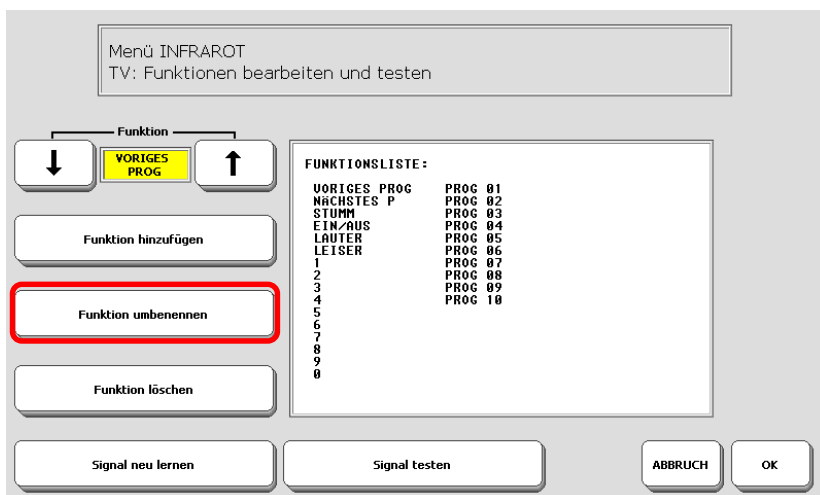 Menü INFRAROT
TV: Funktionen bearbeiten und testen
Funktion
↓
VORIGES
PROG
↑
Funktion hinzufügen
Funktion umbenennen
Funktion löschen
Signal neu lernen
FUNKTIONSLISTE:
VORIGES PROG PROG 01
NÄCHSTES P PROG 02
STUMM PROG 03
EIN/AUS PROG 04
LAUTER PROG 05
LEISER PROG 06
1 PROG 07
2 PROG 08
3 PROG 09
4 PROG 10
5
6
7
8
9
0
Signal testen
ABBRUCH
OK